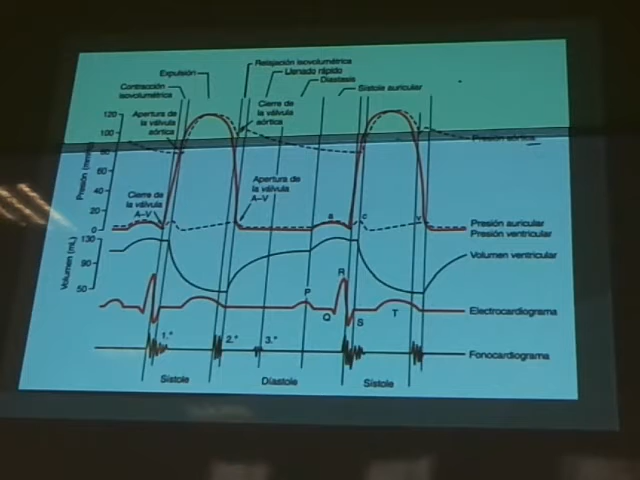 Relajación isovolumétrica
Expulsión
Llenado rápido
Diastasis
Contracción
isovolumétrica
Sístole auricular
Apertura de
la válvula
aórtica
Cierre de
la válvula
aórtica
120
100
80
60
40
20
0
Presión (mmHg)
Presión aórtica
Cierre de
la válvula
A–V
Apertura de
la válvula
A–V
a
c
v
Presión auricular
Presión ventricular
130
90
50
Volumen (mL)
Volumen ventricular
P
R
Q
S
T
Electrocardiograma
1.º
2.º
3.º
Fonocardiograma
Sístole
Diástole
Sístole